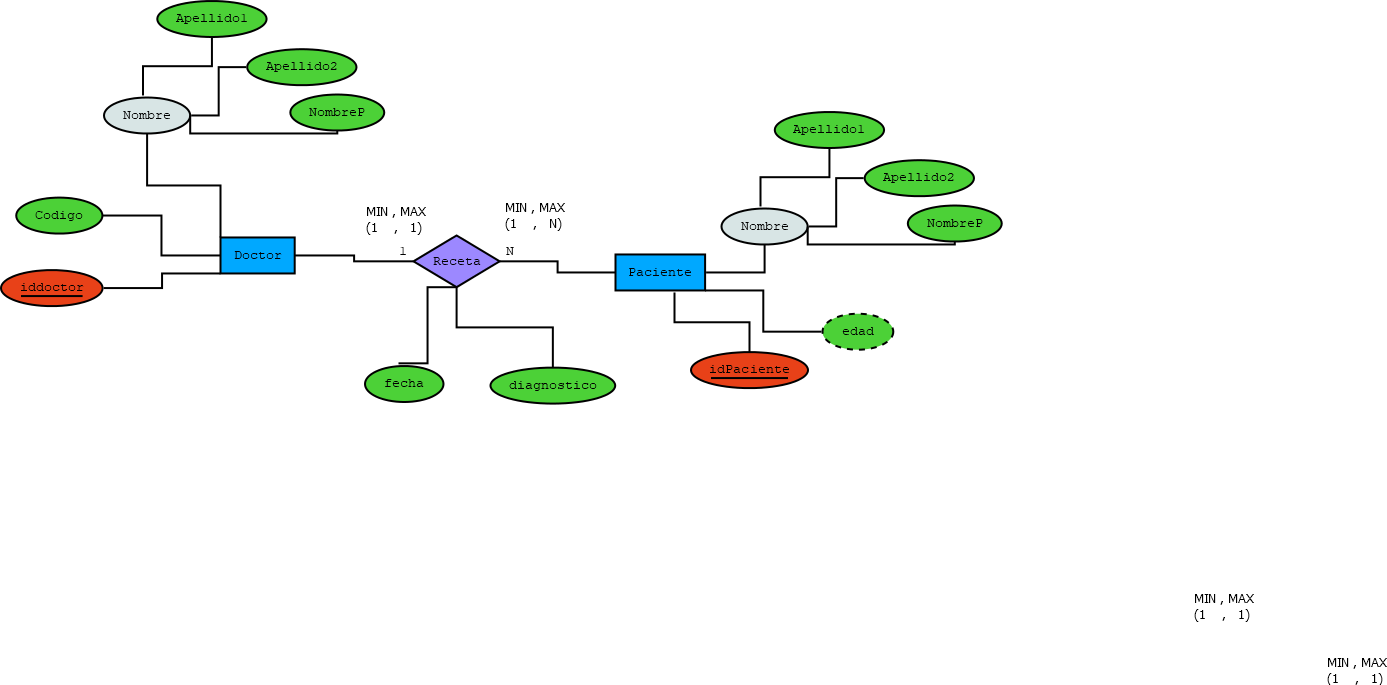 Apellido1
Apellido2
Nombre
NombreP
Apellido1
Apellido2
Codigo
MIN , MAX
(1 , 1)
MIN , MAX
(1 , N)
Nombre
NombreP
Doctor
1
Receta
N
Paciente
iddoctor
edad
fecha
diagnostico
idPaciente
MIN , MAX
(1 , 1)
MIN , MAX
(1 , 1)